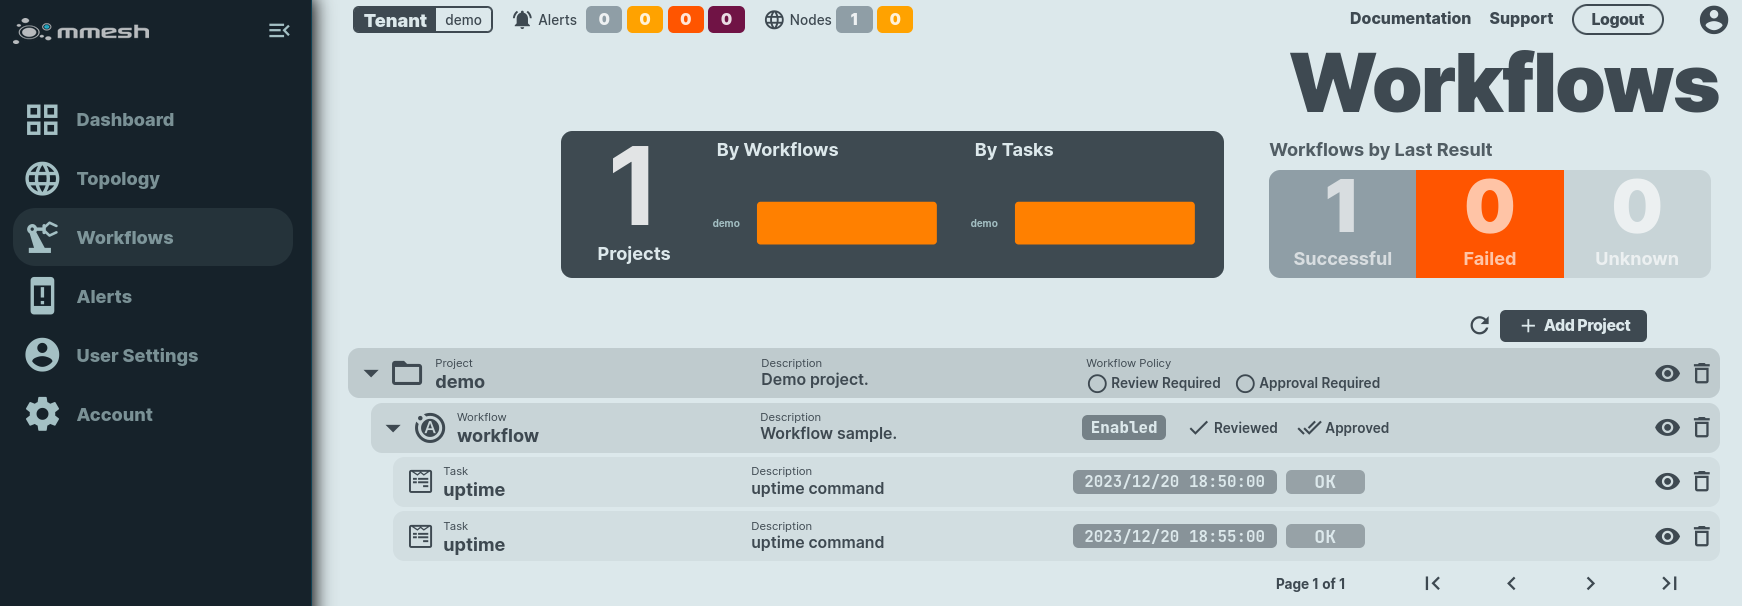 mmesh
Tenant demo Alerts 0 0 0 0 Nodes 1 0 Documentation Support Logout
Dashboard
Topology
Workflows
Alerts
User Settings
Account
Workflows
1
Projects
By Workflows
demo
By Tasks
demo
Workflows by Last Result
1 0 0
Successful Failed Unknown
+ Add Project
Project Description Workflow Policy
demo Demo project. Review Required Approval Required
Workflow Description
workflow Workflow sample. Enabled Reviewed Approved
Task Description
uptime uptime command 2023/12/20 18:50:00 OK
Task Description
uptime uptime command 2023/12/20 18:55:00 OK
Page 1 of 1